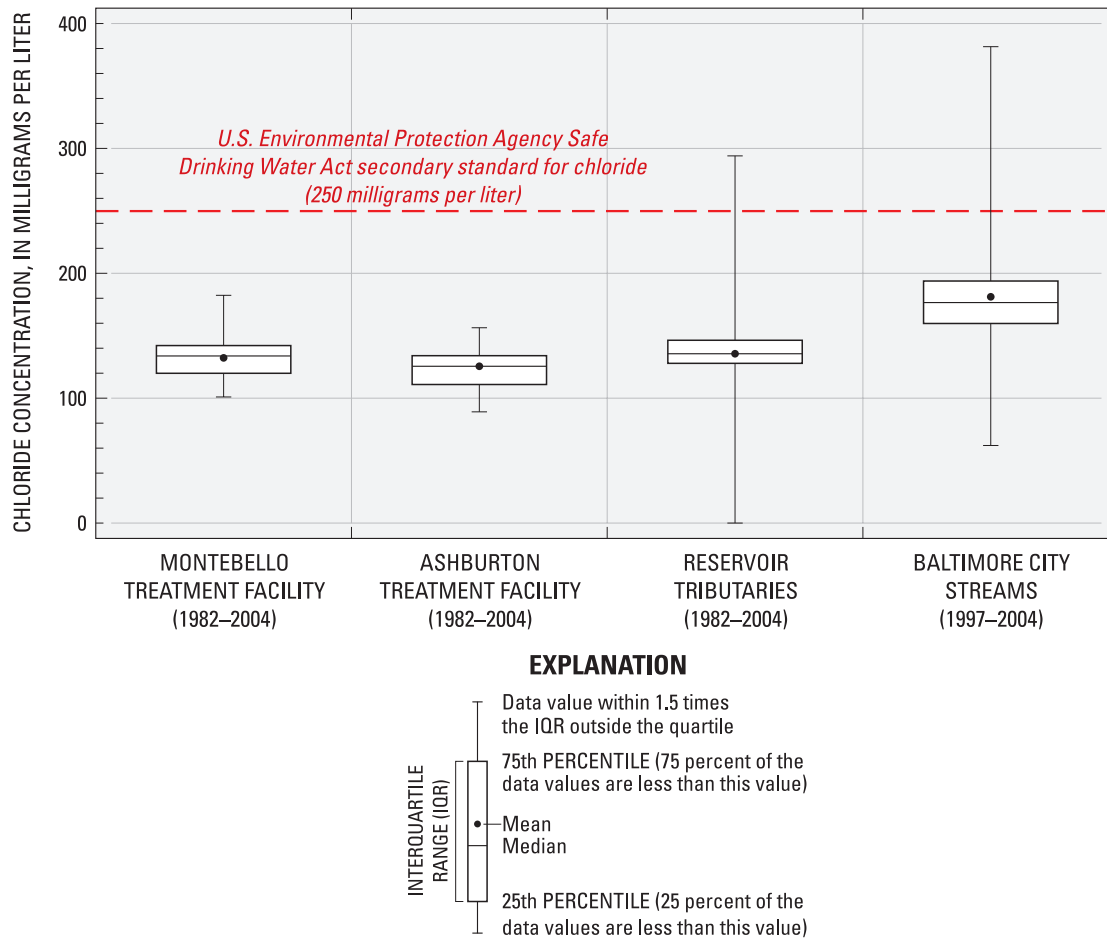 CHLORIDE CONCENTRATION, IN MILLIGRAMS PER LITER
400
300
200
100
0
U.S. Environmental Protection Agency Safe
Drinking Water Act secondary standard for chloride
(250 milligrams per liter)
MONTEBELLO
TREATMENT FACILITY
(1982–2004)
ASHBURTON
TREATMENT FACILITY
(1982–2004)
RESERVOIR
TRIBUTARIES
(1982–2004)
BALTIMORE CITY
STREAMS
(1997–2004)
EXPLANATION
Data value within 1.5 times
the IQR outside the quartile
75th PERCENTILE (75 percent of the
data values are less than this value)
INTERQUARTILE
RANGE (IQR)
Mean
Median
25th PERCENTILE (25 percent of the
data values are less than this value)